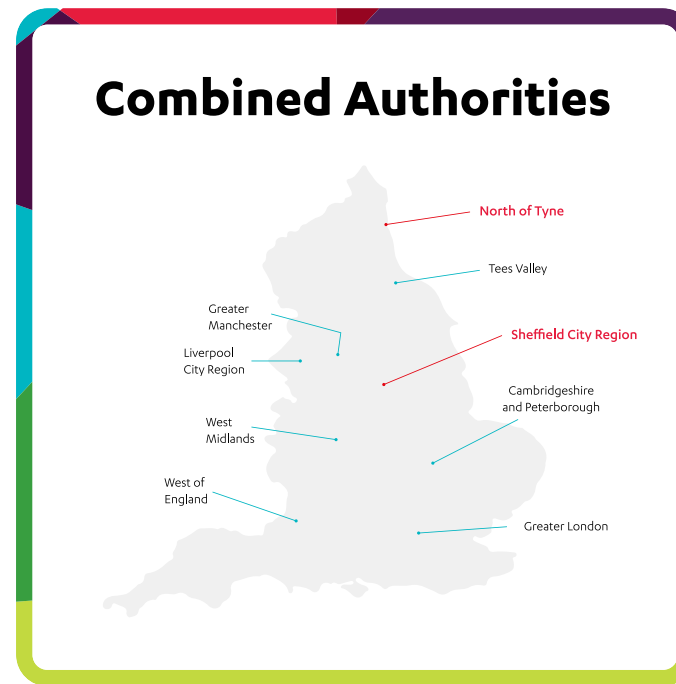 Combined Authorities
North of Tyne
Tees Valley
Greater
Manchester
Sheffield City Region
Liverpool
City Region
Cambridgeshire
and Peterborough
West
Midlands
West of
England
Greater London